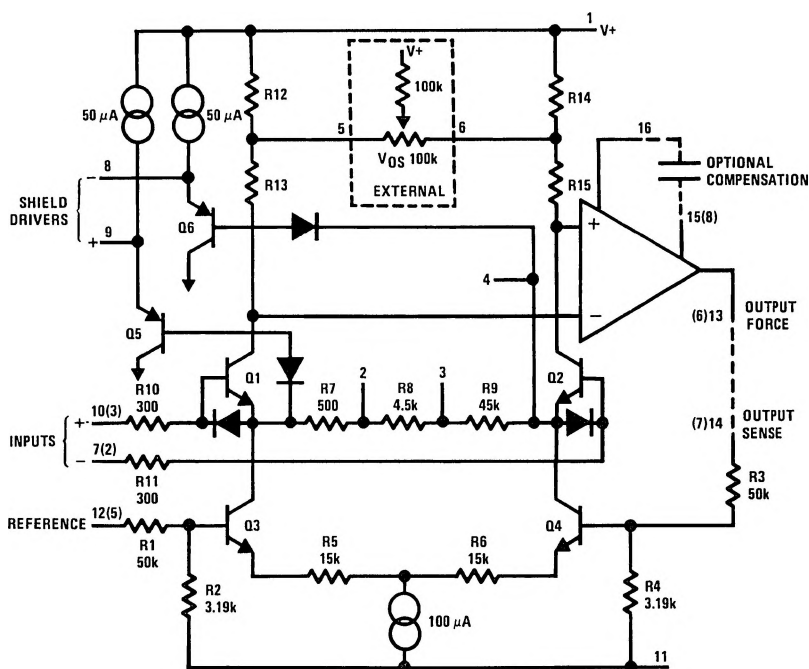 1
V+
V+
R12
100k
R14
50 µA
50 µA
5
6
16
VOS 100k
OPTIONAL
COMPENSATION
8
R13
EXTERNAL
R15
−
SHIELD
DRIVERS
+
9
Q6
15(8)
+
4
−
(6)13
OUTPUT
FORCE
Q5
Q1
2
3
Q2
R10
300
R7
500
R8
4.5k
R9
45k
10(3)
+
INPUTS
7(2)
−
(7)14
OUTPUT
SENSE
R11
300
R3
50k
REFERENCE
12(5)
Q3
Q4
R1
50k
R5
15k
R6
15k
R2
3.19k
R4
3.19k
100 µA
11